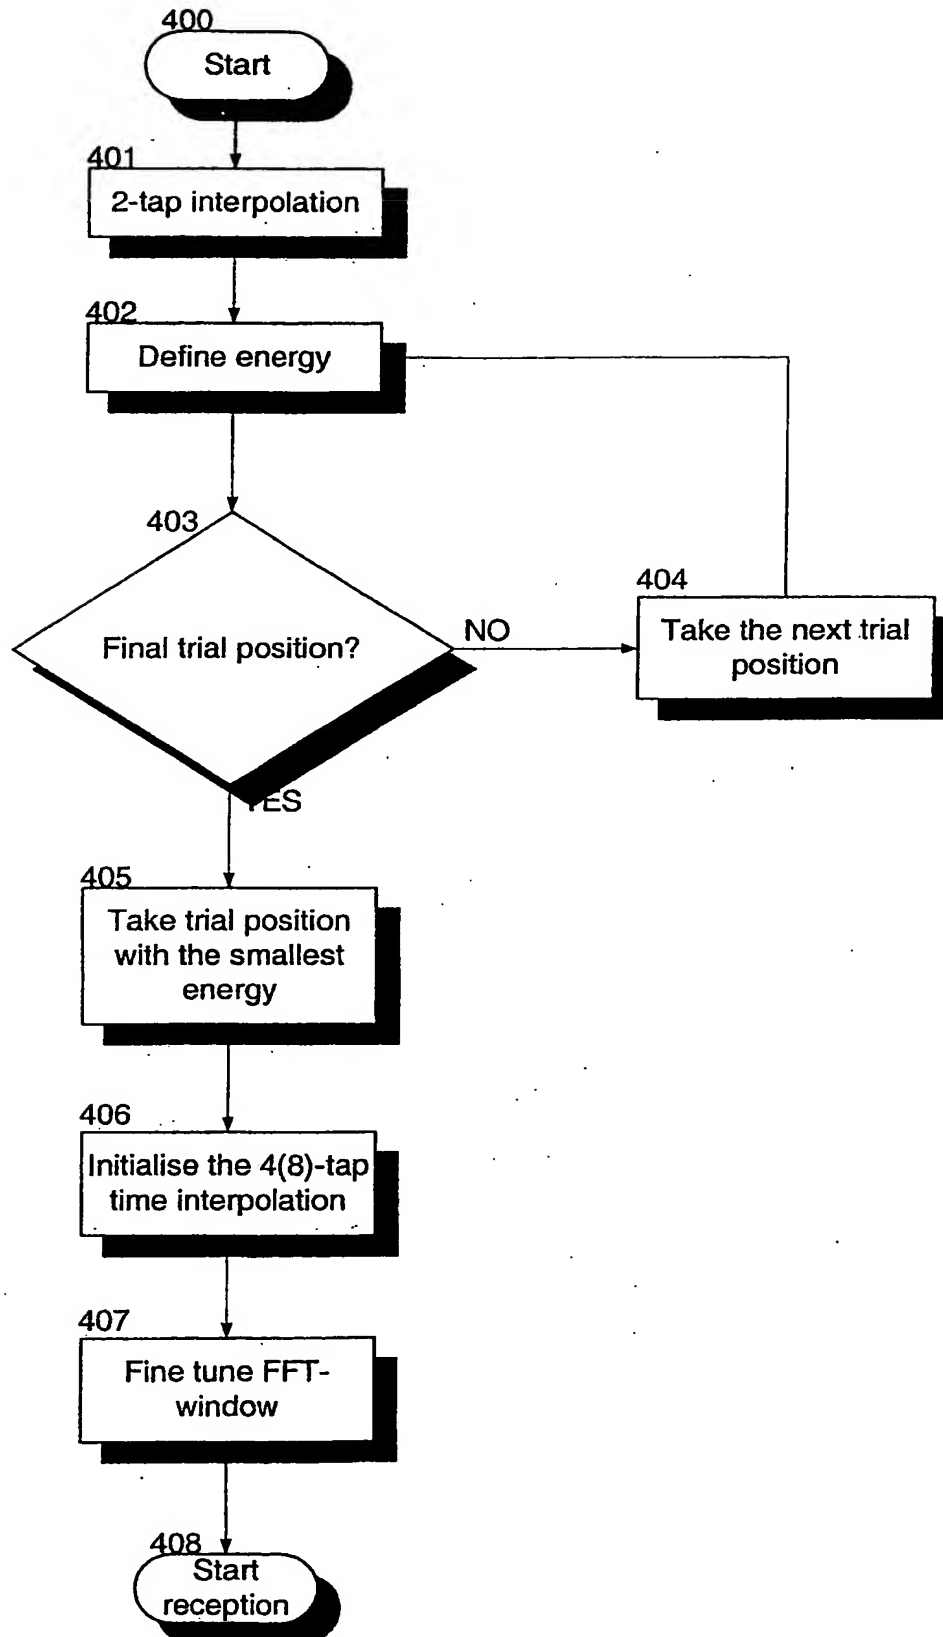 400
Start
401
2-tap interpolation
402
Define energy
403
Final trial position?
NO
404
Take the next trial
position
YES
405
Take trial position
with the smallest
energy
406
Initialise the 4(8)-tap
time interpolation
407
Fine tune FFT-
window
408
Start
reception